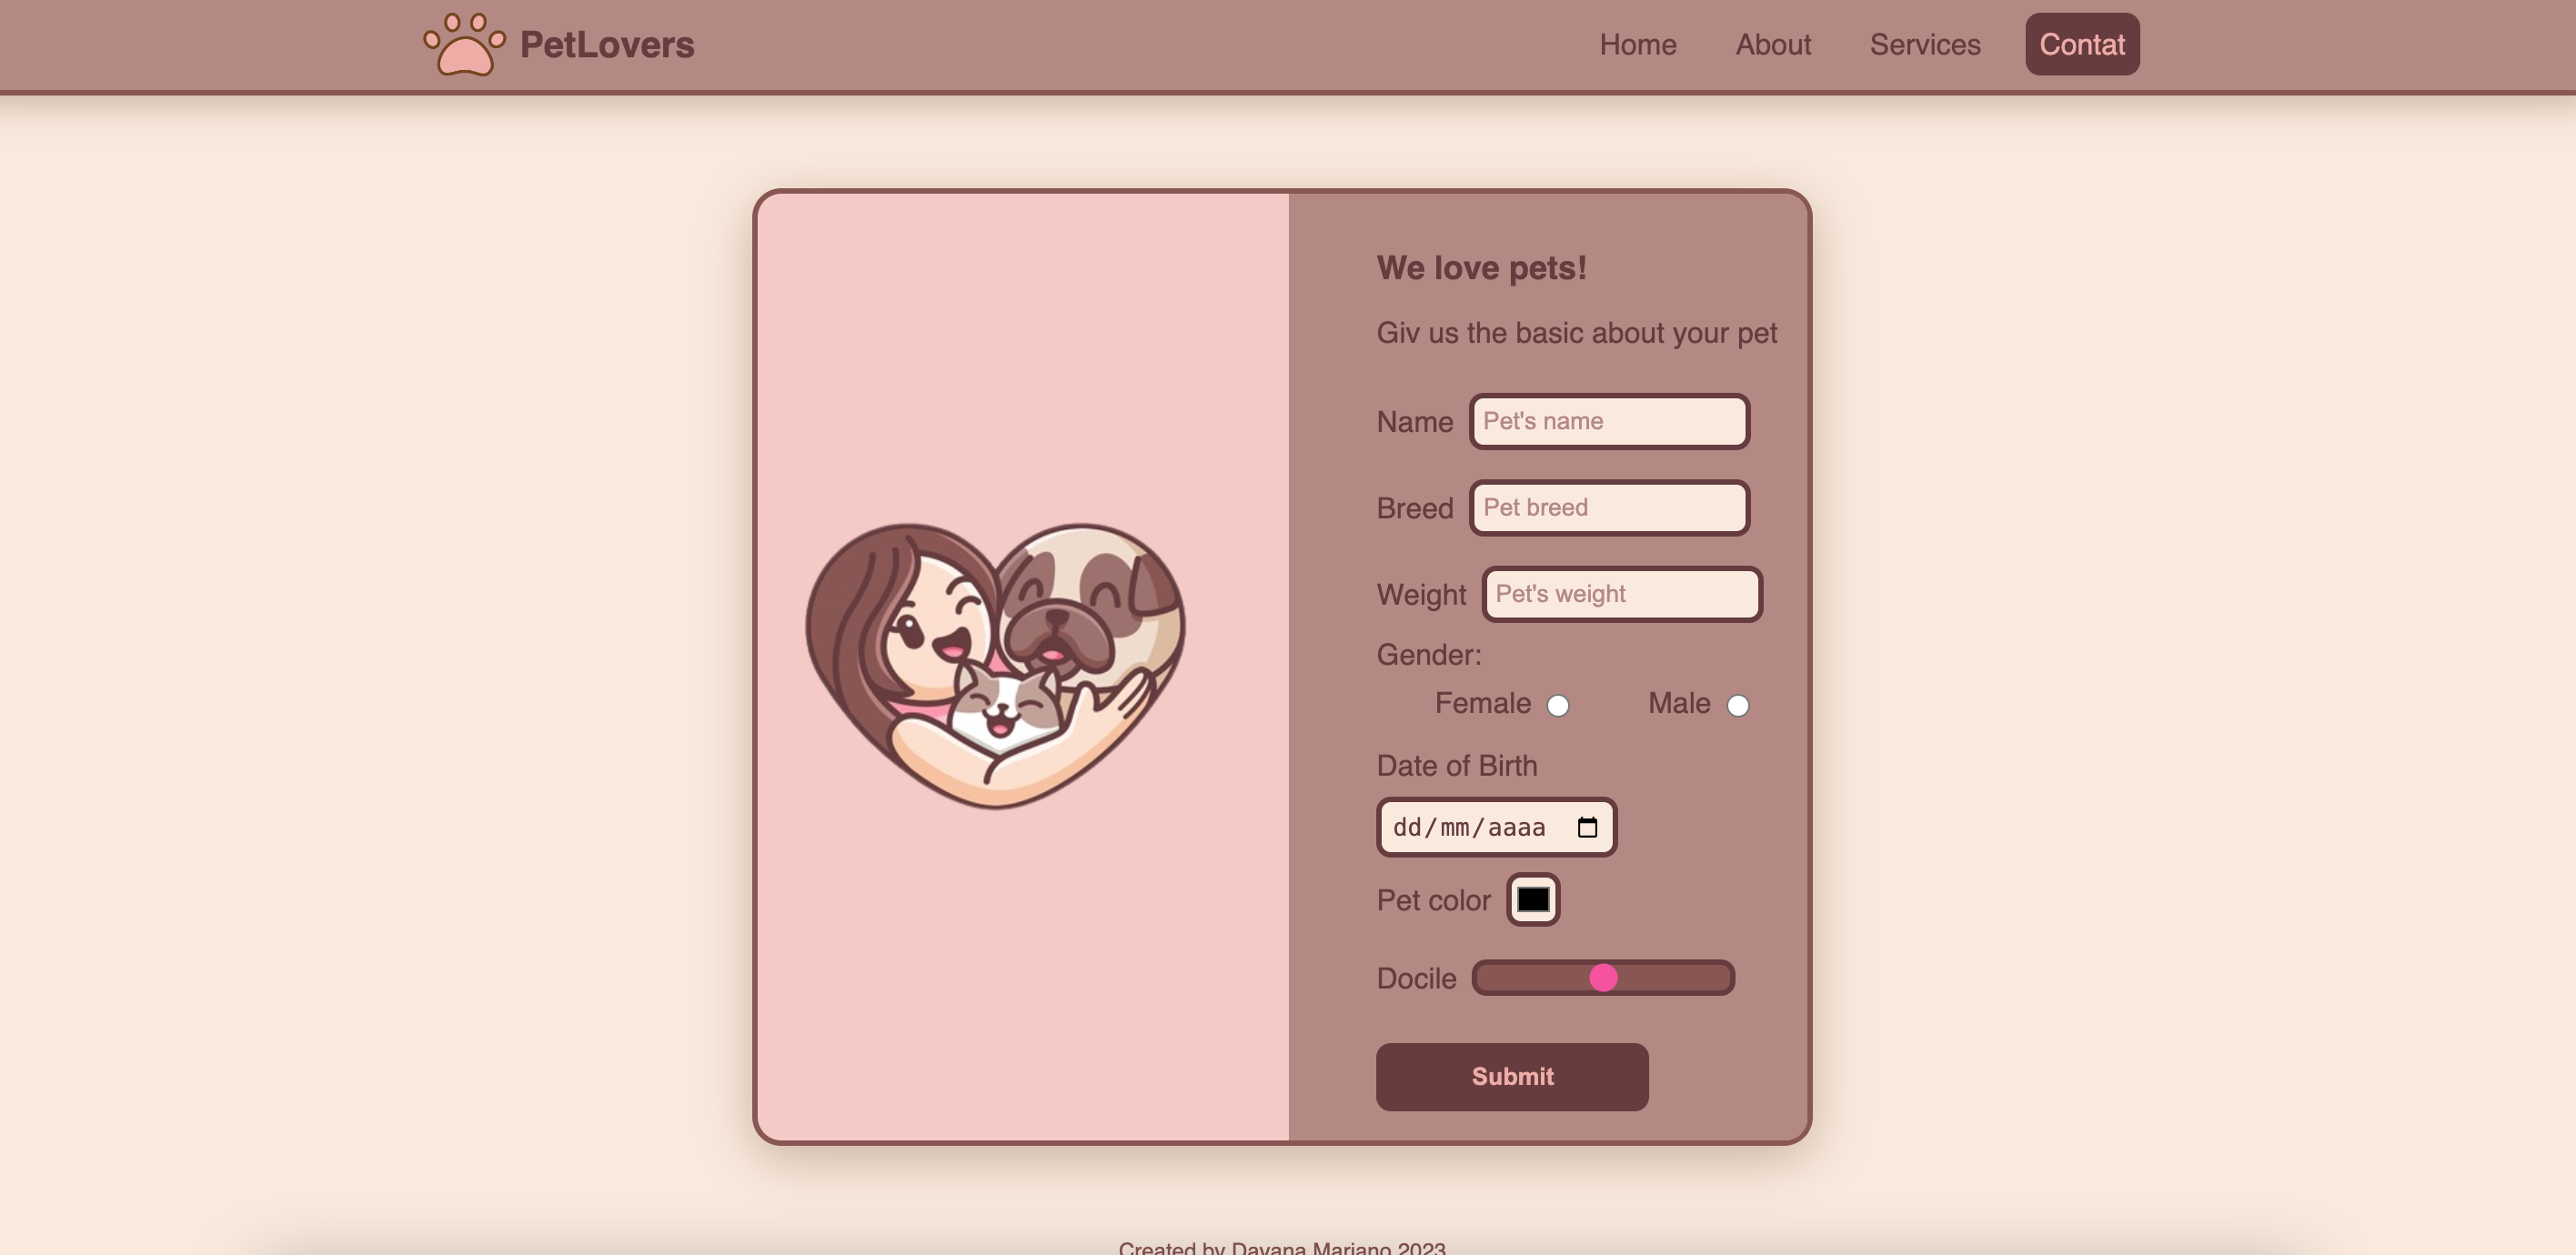 PetLovers
Home About Services Contat
We love pets!
Giv us the basic about your pet
Name Pet's name
Breed Pet breed
Weight Pet's weight
Gender:
Female Male
Date of Birth
dd/mm/aaaa
Pet color
Docile
Submit
Created by Dayana Mariano 2023